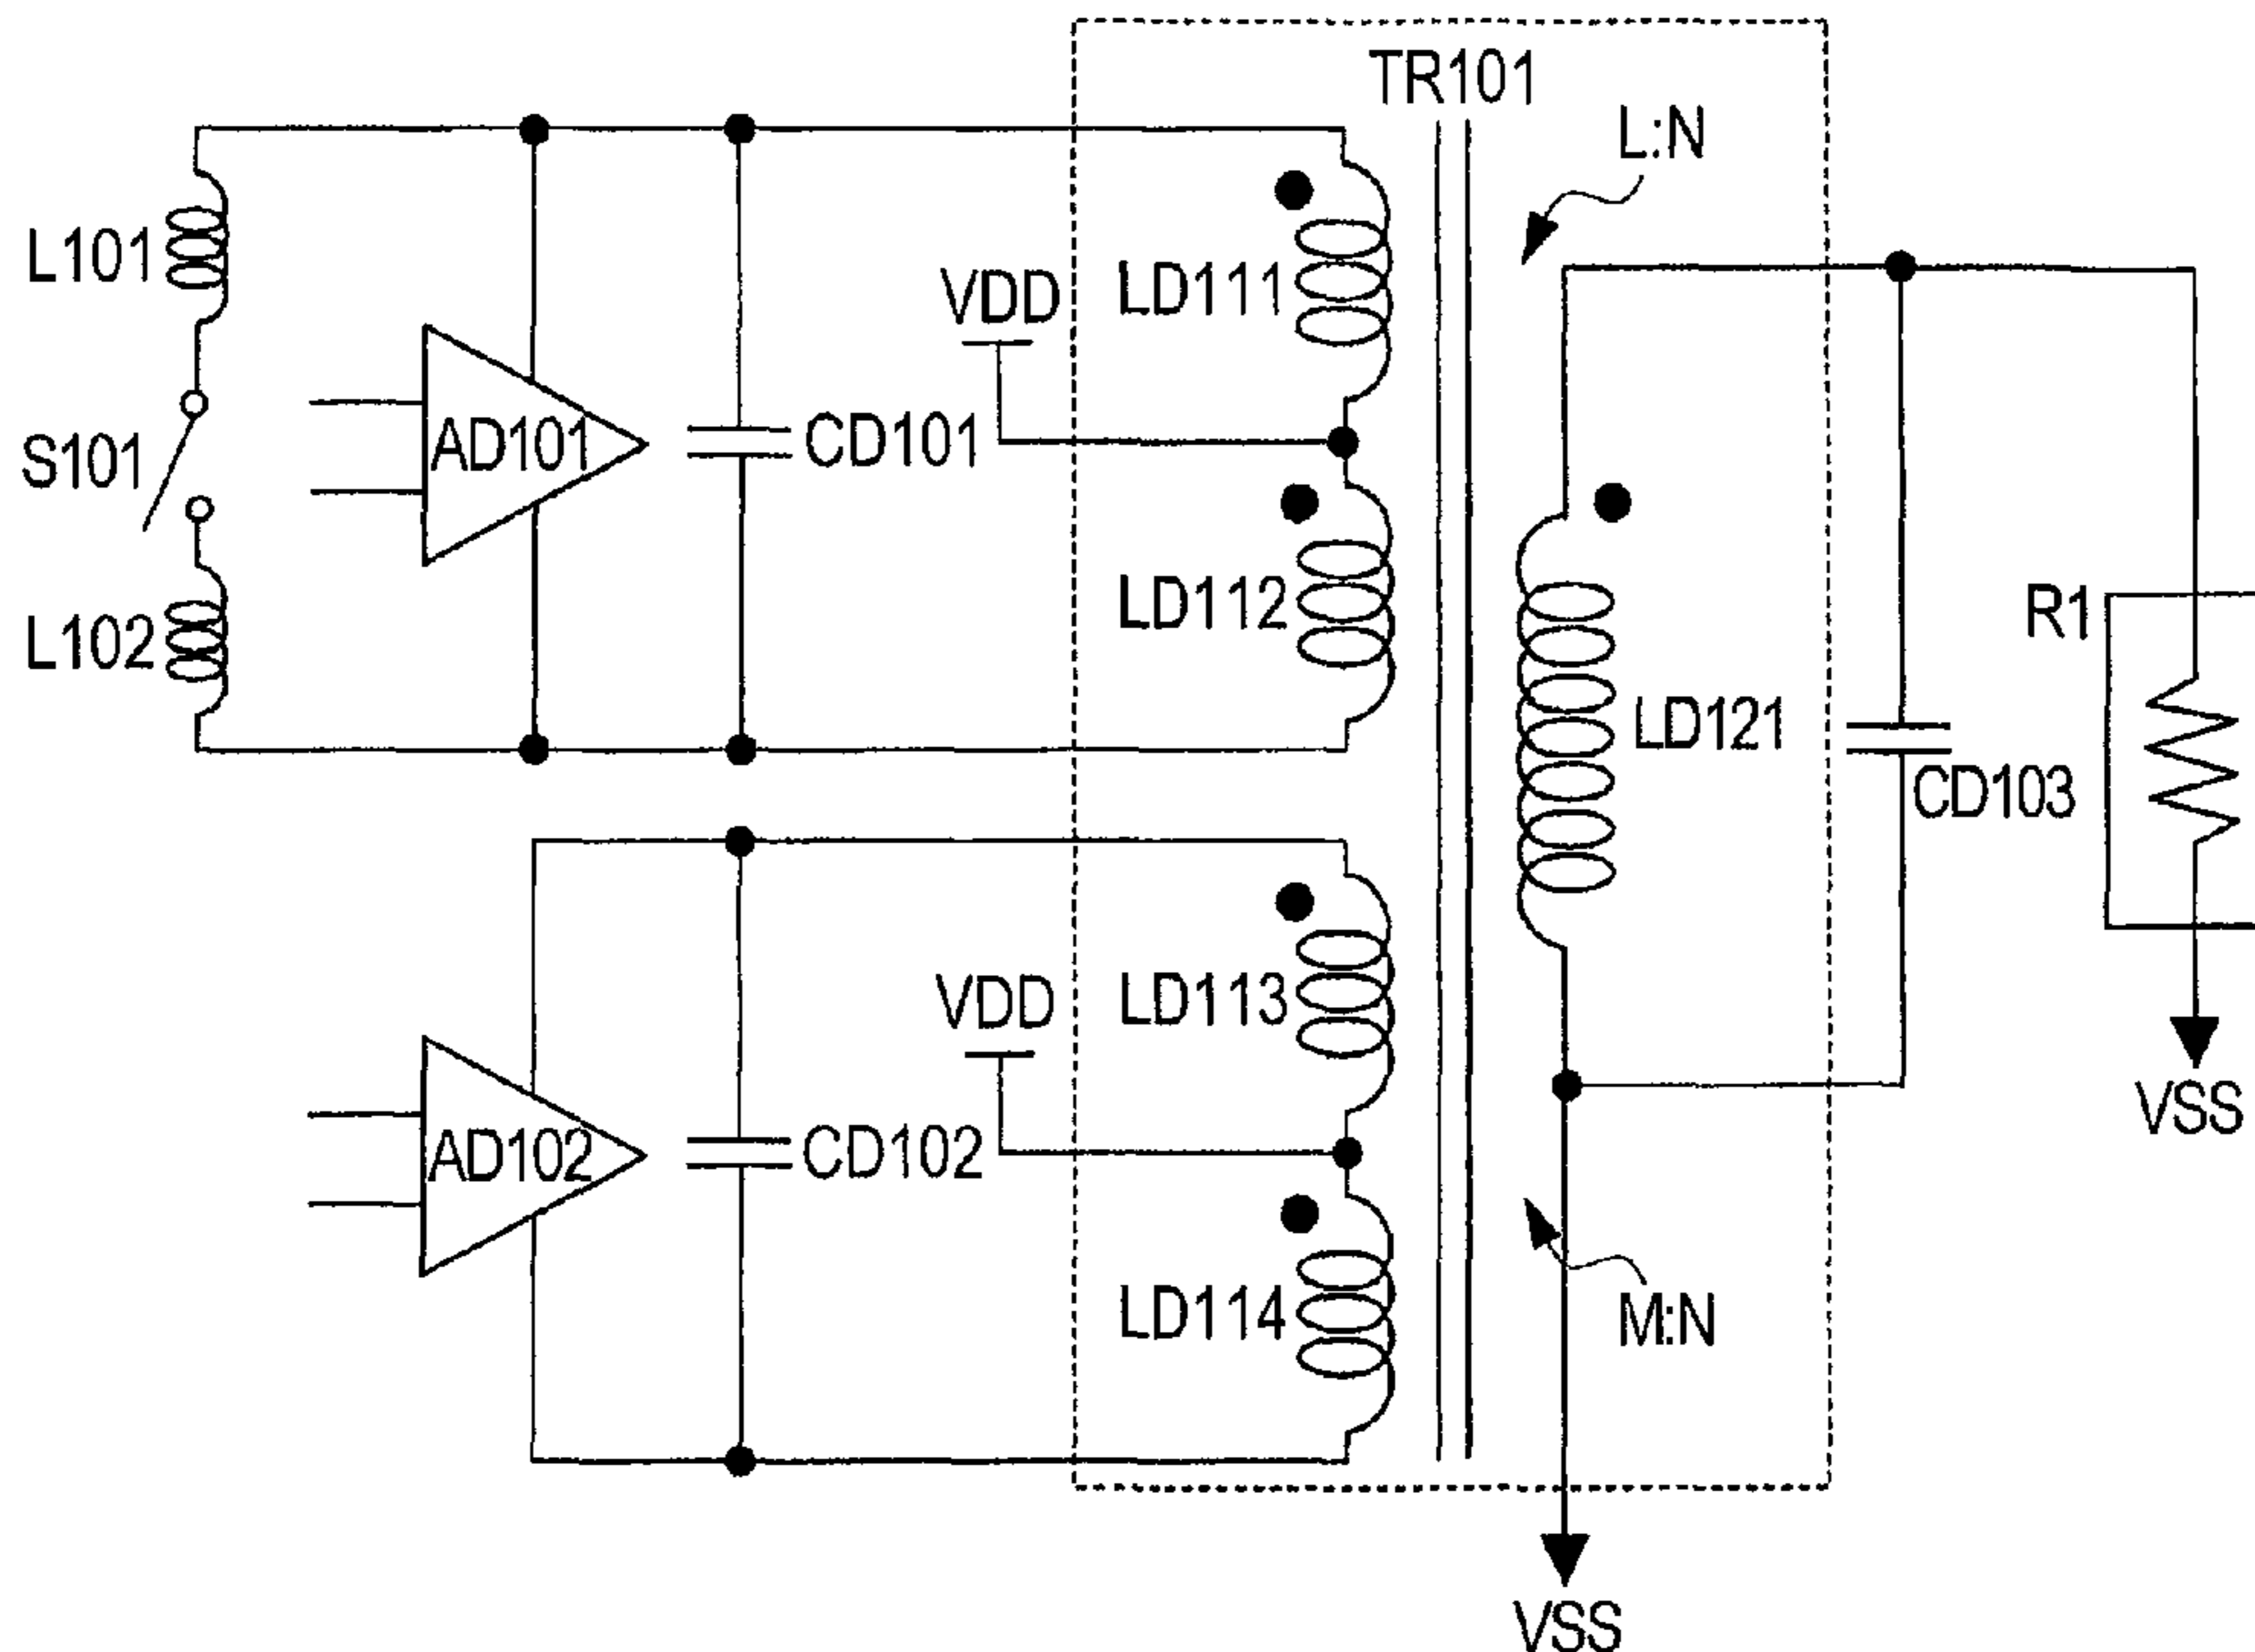 TR101
L:N
L101
VDD
LD111
S101
AD101
CD101
LD112
L102
R1
LD121
CD103
VDD
LD113
VSS
AD102
CD102
LD114
M:N
VSS